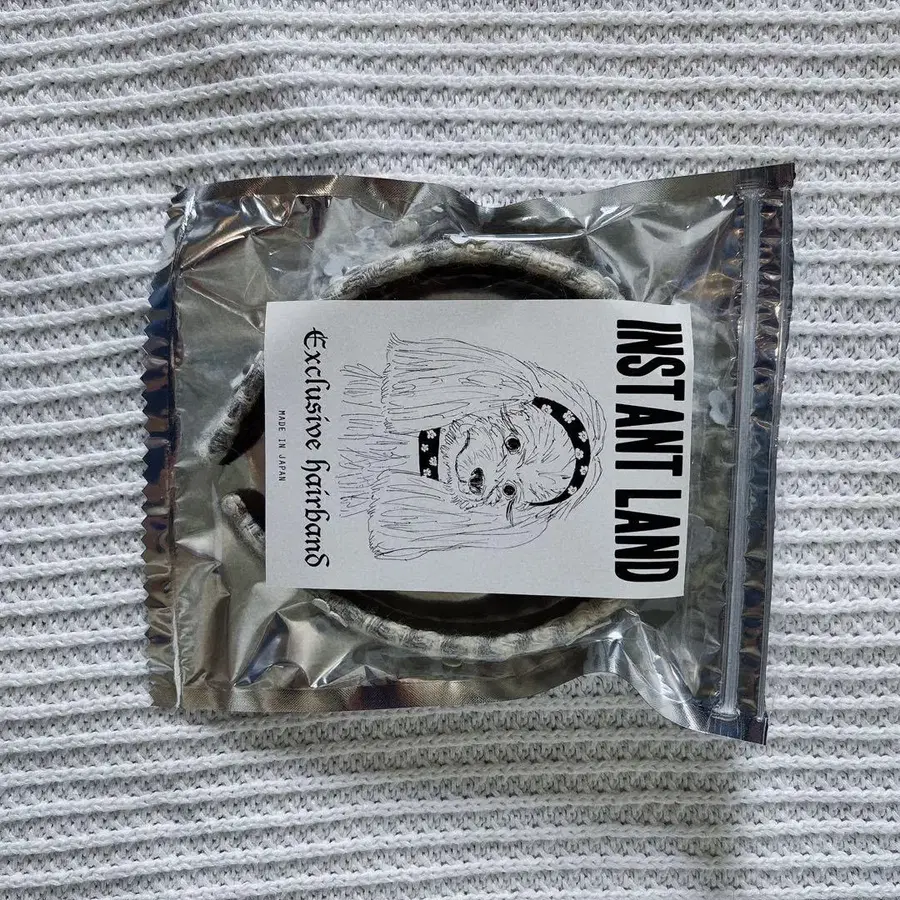 INSTANT LAND
Exclusive hairband
MADE IN JAPAN